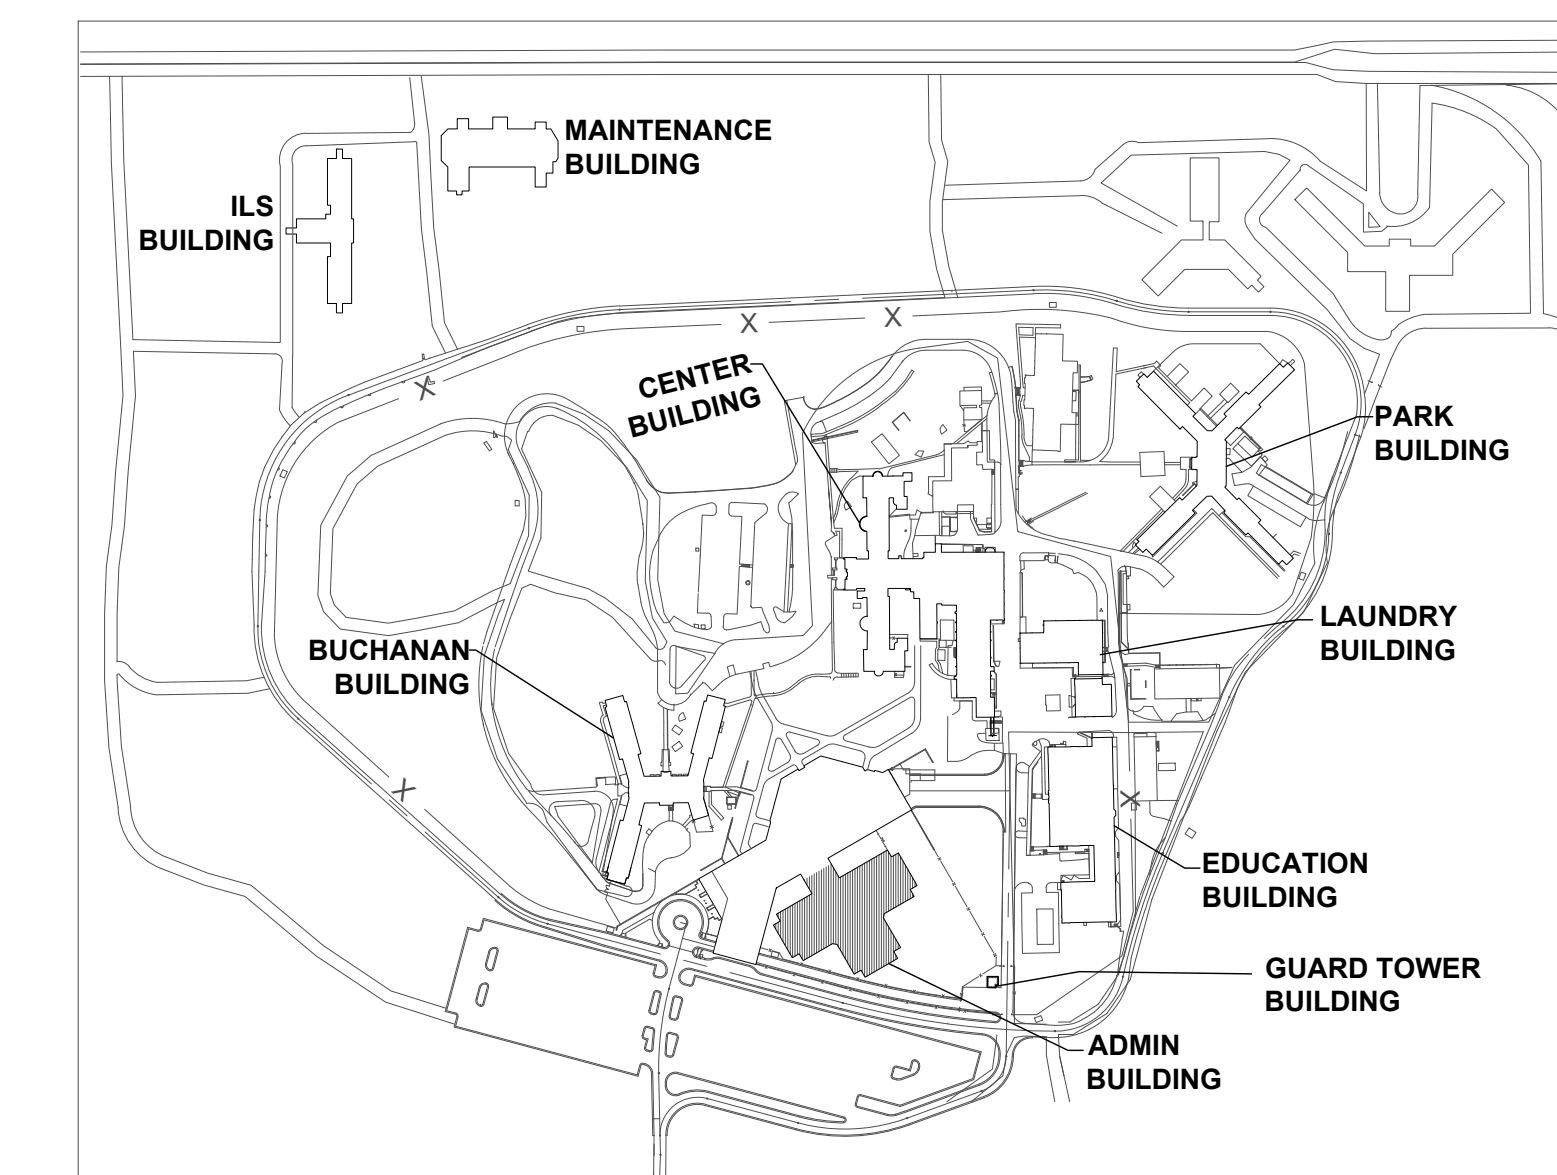 MAINTENANCE
BUILDING
ILS
BUILDING
X
X
X
CENTER
BUILDING
PARK
BUILDING
LAUNDRY
BUILDING
BUCHANAN
BUILDING
X
X
EDUCATION
BUILDING
GUARD TOWER
BUILDING
ADMIN
BUILDING